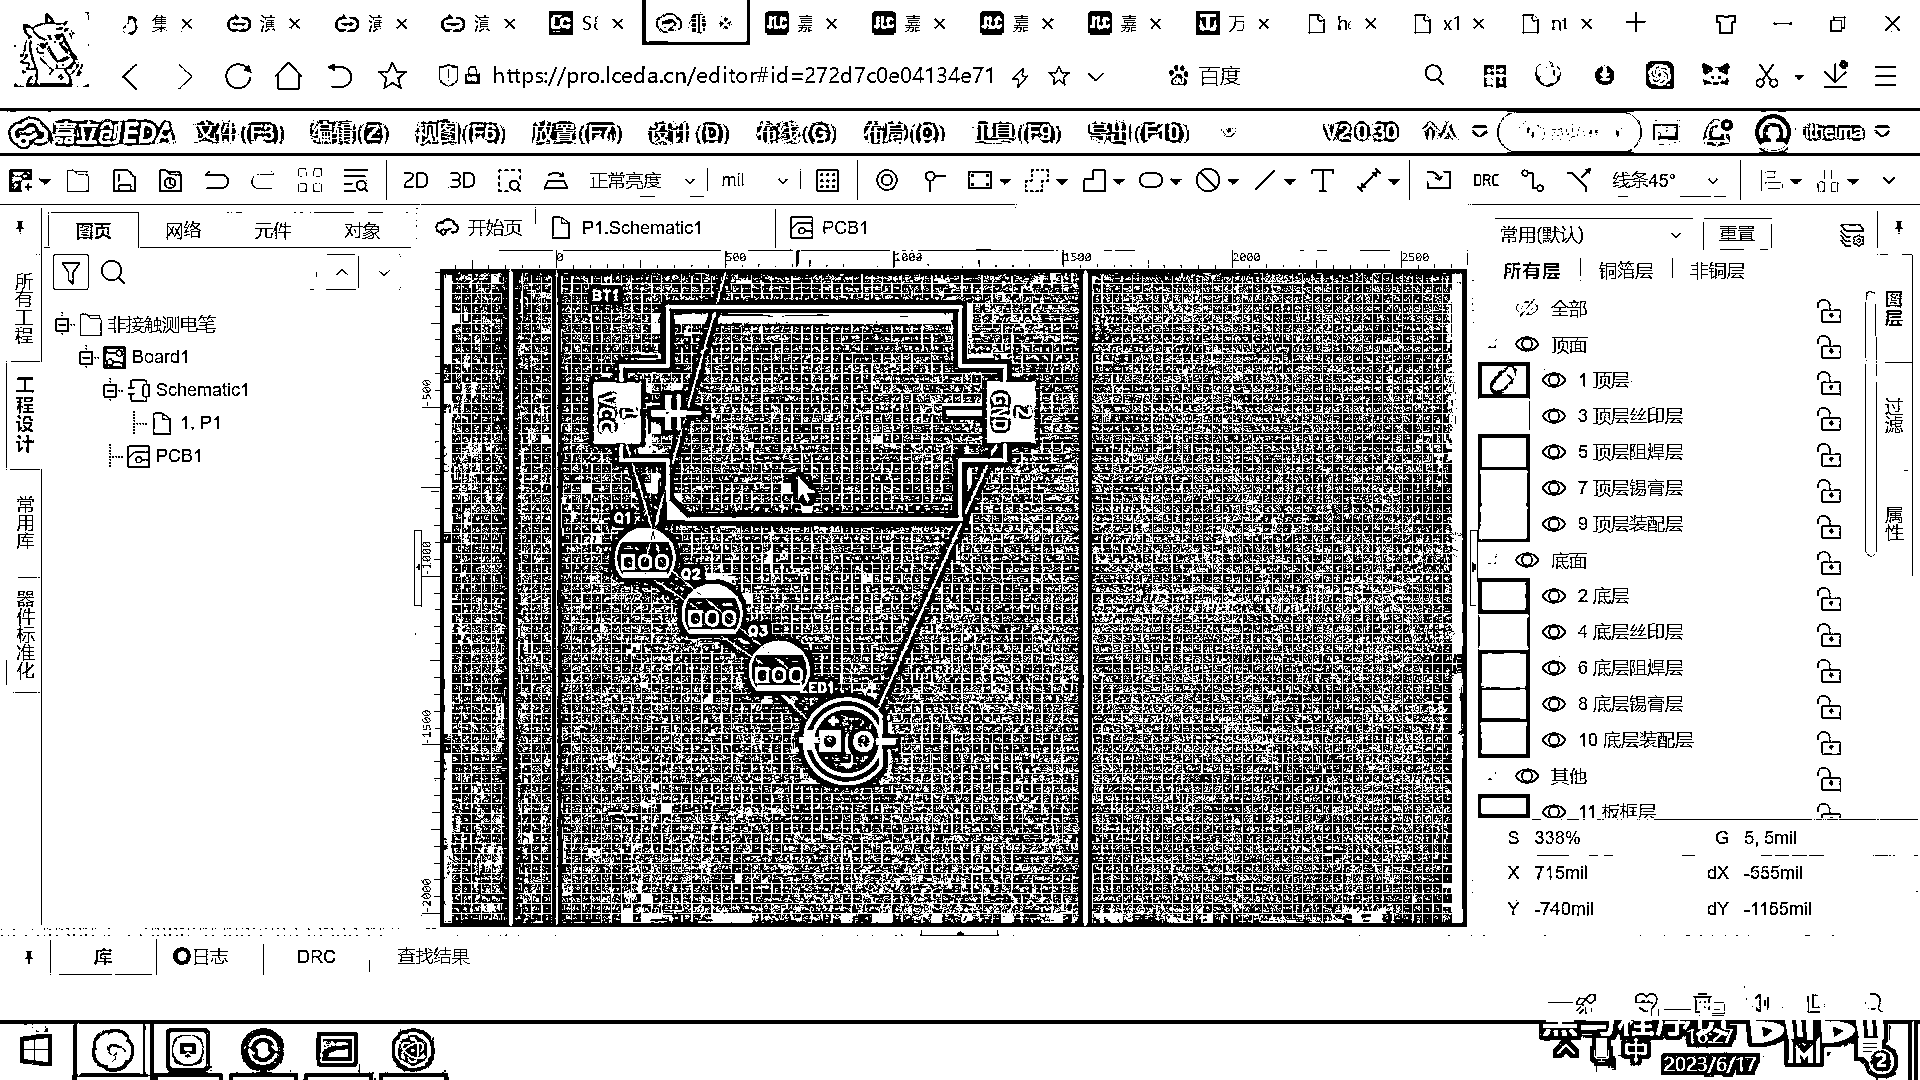 集 演 演 演 嘉 嘉 嘉 嘉 万 x1
https://pro.lceda.cn/editor#id=272d7c0e04134e71
百度
嘉立创EDA 文件(F3) 编辑(Z) 视图(F6) 放置(F7) 设计(D) 布线(G) 布局(O) 工具(F9) 导出(F10) V2.0.30 个人 itheima
2D 3D 正常亮度 mil DRC 线条45°
图页 网络 元件 对象
开始页 P1.Schematic1 PCB1
常用(默认) 重置
所有层 铜箔层 非铜层
所有工程
工程设计
常用库
器件标准化
非接触测电笔
Board1
Schematic1
1. P1
PCB1
0 500 1000 1500 2000 2500
-500
-1000
-1500
-2000
BT1
1 VCC
2 GND
Q1
Q2
Q3
LED1
全部
顶面
1 顶层
3 顶层丝印层
5 顶层阻焊层
7 顶层锡膏层
9 顶层装配层
底面
2 底层
4 底层丝印层
6 底层阻焊层
8 底层锡膏层
10 底层装配层
其他
11 板框层
图层
过滤
属性
S 338% G 5, 5mil
X 715mil dX -555mil
Y -740mil dY -1165mil
库 日志 DRC 查找结果
中
2023/6/17
2